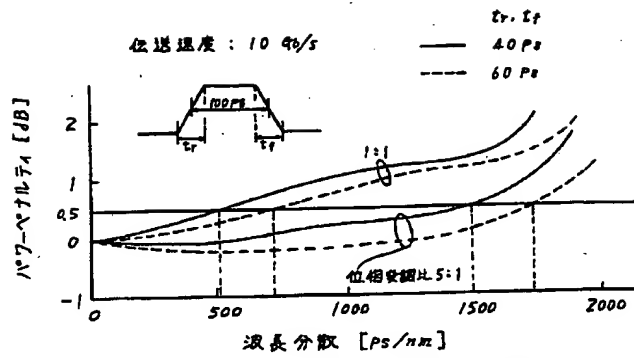 伝送速度 : 10 Gb/s
tr, tf
40 Ps
60 Ps
100 PS
tr
tf
1:1
位相変調比 5:1
パワーペナルティ [dB]
2
1
0.5
0
-1
0
500
1000
1500
2000
波長分散 [ps/nm]